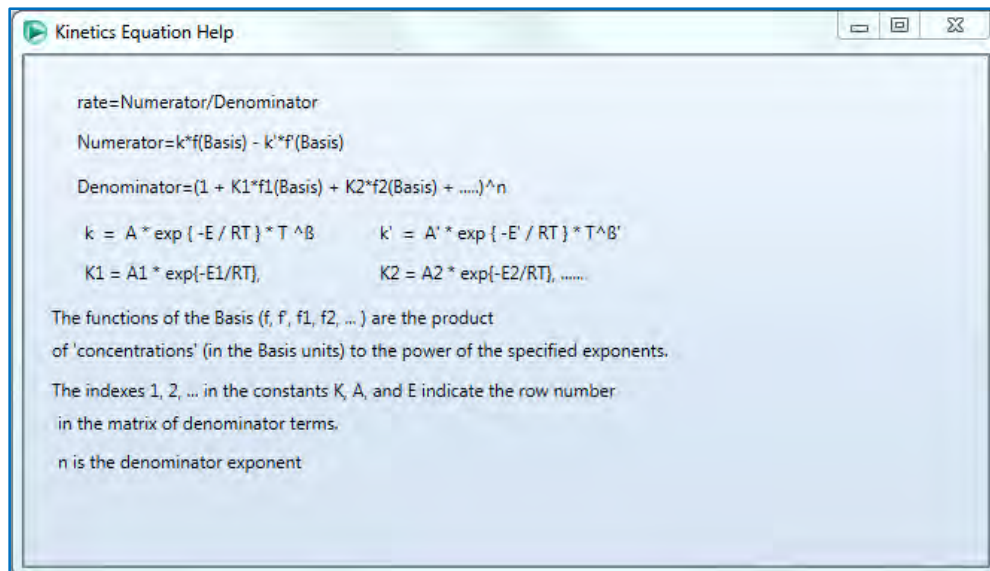 Kinetics Equation Help
rate=Numerator/Denominator
Numerator=k*f(Basis) - k'*f'(Basis)
Denominator=(1 + K1*f1(Basis) + K2*f2(Basis) + .....)^n
k = A * exp { -E / RT } * T ^ß k' = A' * exp { -E' / RT } * T^ß'
K1 = A1 * exp{-E1/RT}, K2 = A2 * exp{-E2/RT}, .......
The functions of the Basis (f, f', f1, f2, ... ) are the product
of 'concentrations' (in the Basis units) to the power of the specified exponents.
The indexes 1, 2, ... in the constants K, A, and E indicate the row number
in the matrix of denominator terms.
n is the denominator exponent